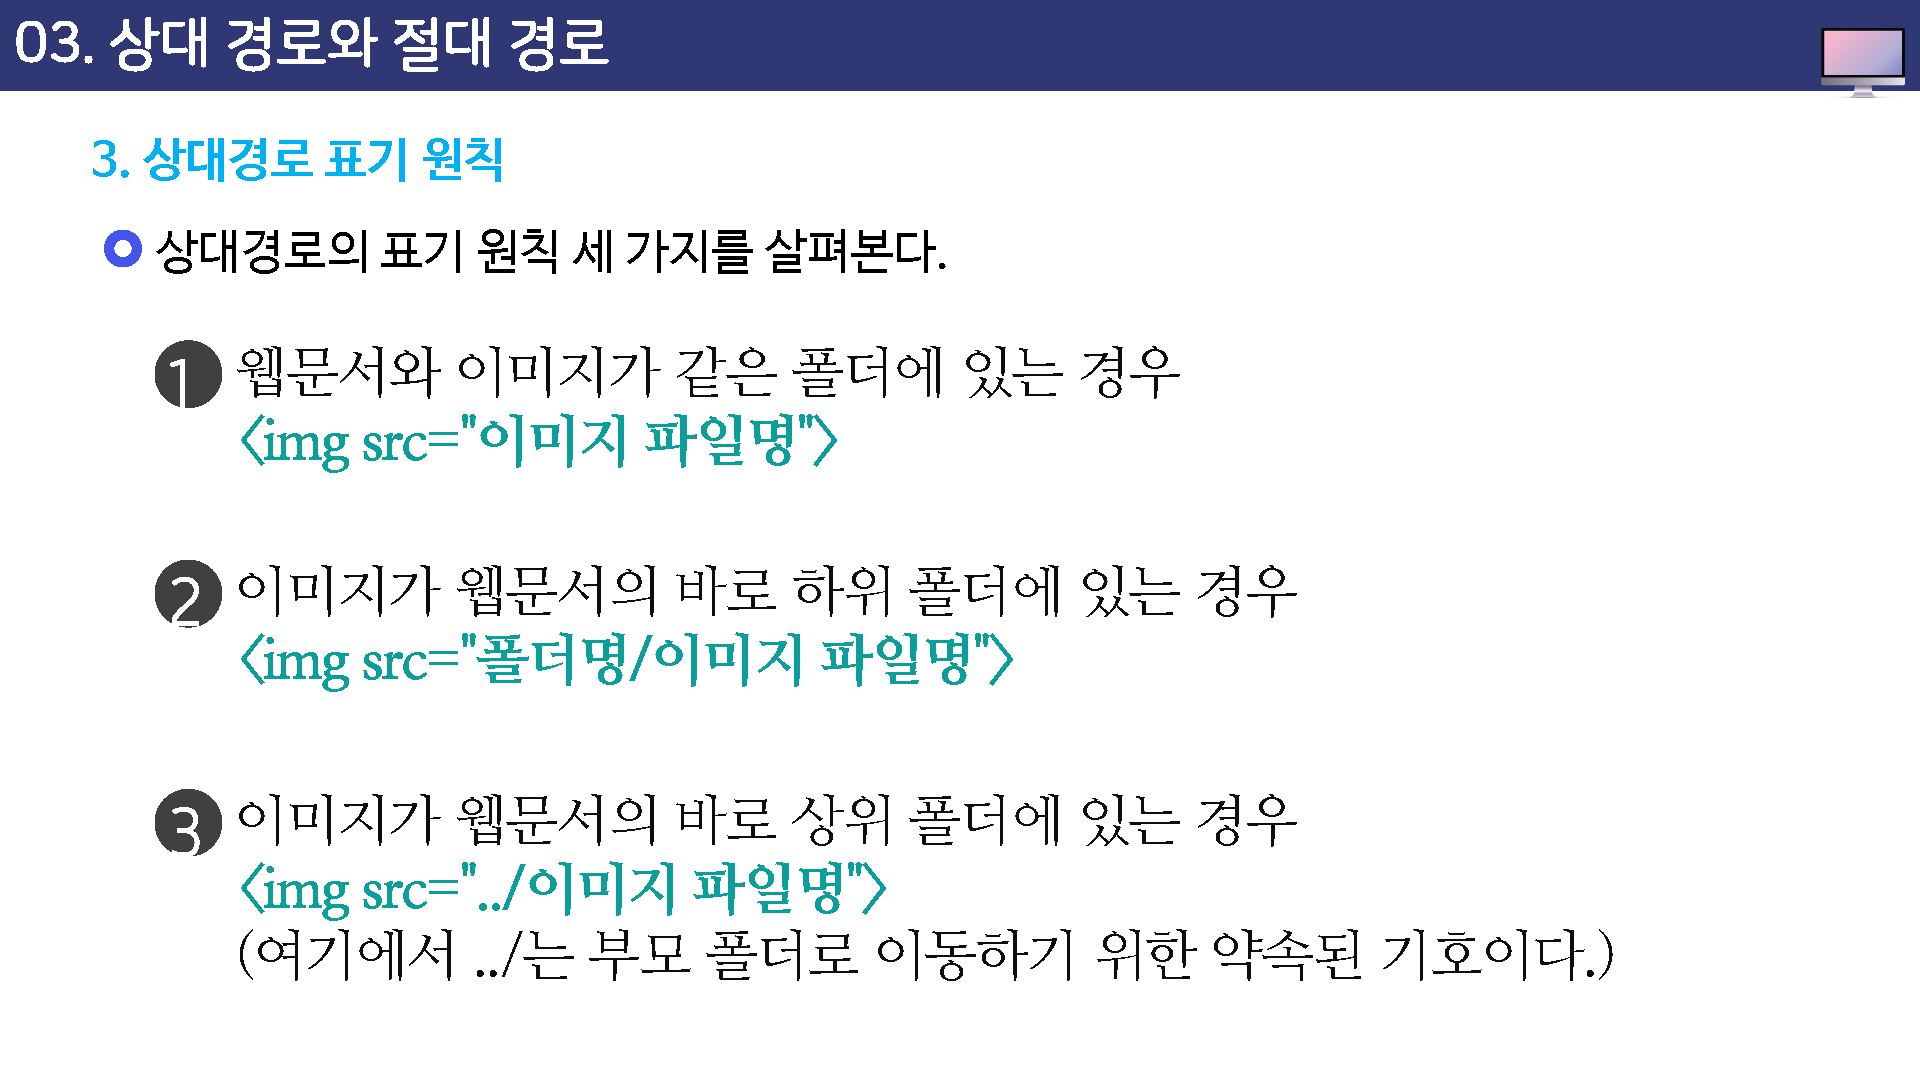 03. 상대 경로와 절대 경로
3. 상대경로 표기 원칙
상대경로의 표기 원칙 세 가지를 살펴본다.
1 웹문서와 이미지가 같은 폴더에 있는 경우
<img src="이미지 파일명">
2 이미지가 웹문서의 바로 하위 폴더에 있는 경우
<img src="폴더명/이미지 파일명">
3 이미지가 웹문서의 바로 상위 폴더에 있는 경우
<img src="../이미지 파일명">
(여기에서 ../는 부모 폴더로 이동하기 위한 약속된 기호이다.)